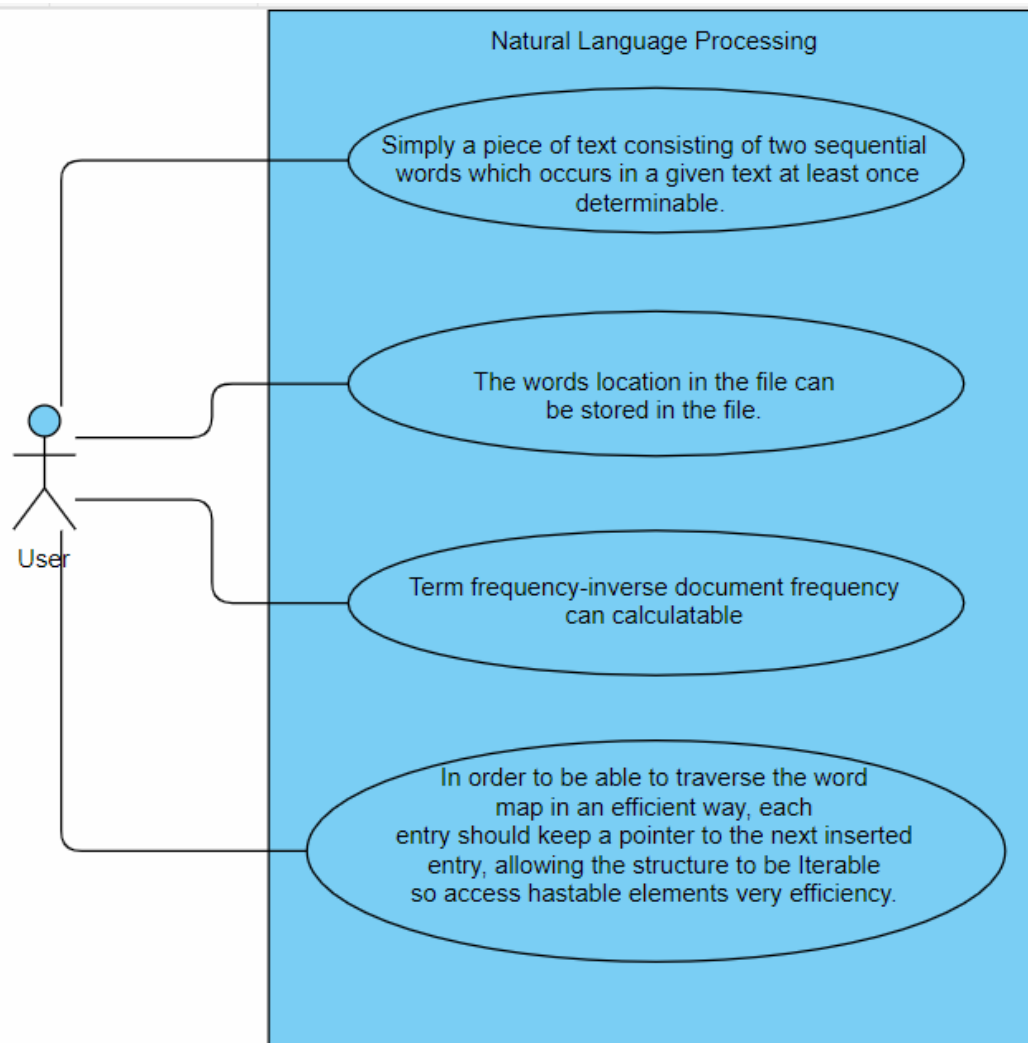 Natural Language Processing
Simply a piece of text consisting of two sequential
words which occurs in a given text at least once
determinable.
The words location in the file can
be stored in the file.
User
Term frequency-inverse document frequency
can calculatable
In order to be able to traverse the word
map in an efficient way, each
entry should keep a pointer to the next inserted
entry, allowing the structure to be Iterable
so access hastable elements very efficiency.